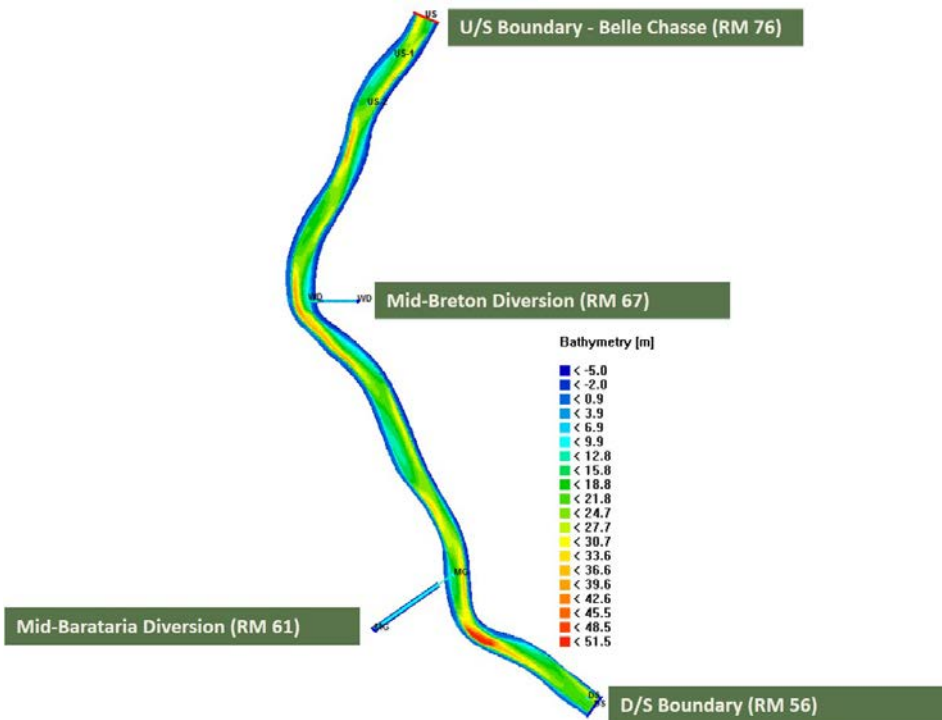 US
U/S Boundary - Belle Chasse (RM 76)
US-1
US-2
WD
WD
Mid-Breton Diversion (RM 67)
Bathymetry [m]
< -5.0
< -2.0
< 0.9
< 3.9
< 6.9
< 9.9
< 12.8
< 15.8
< 18.8
< 21.8
< 24.7
< 27.7
< 30.7
< 33.6
< 36.6
< 39.6
< 42.6
< 45.5
< 48.5
< 51.5
MG
Mid-Barataria Diversion (RM 61)
DS
D/S Boundary (RM 56)